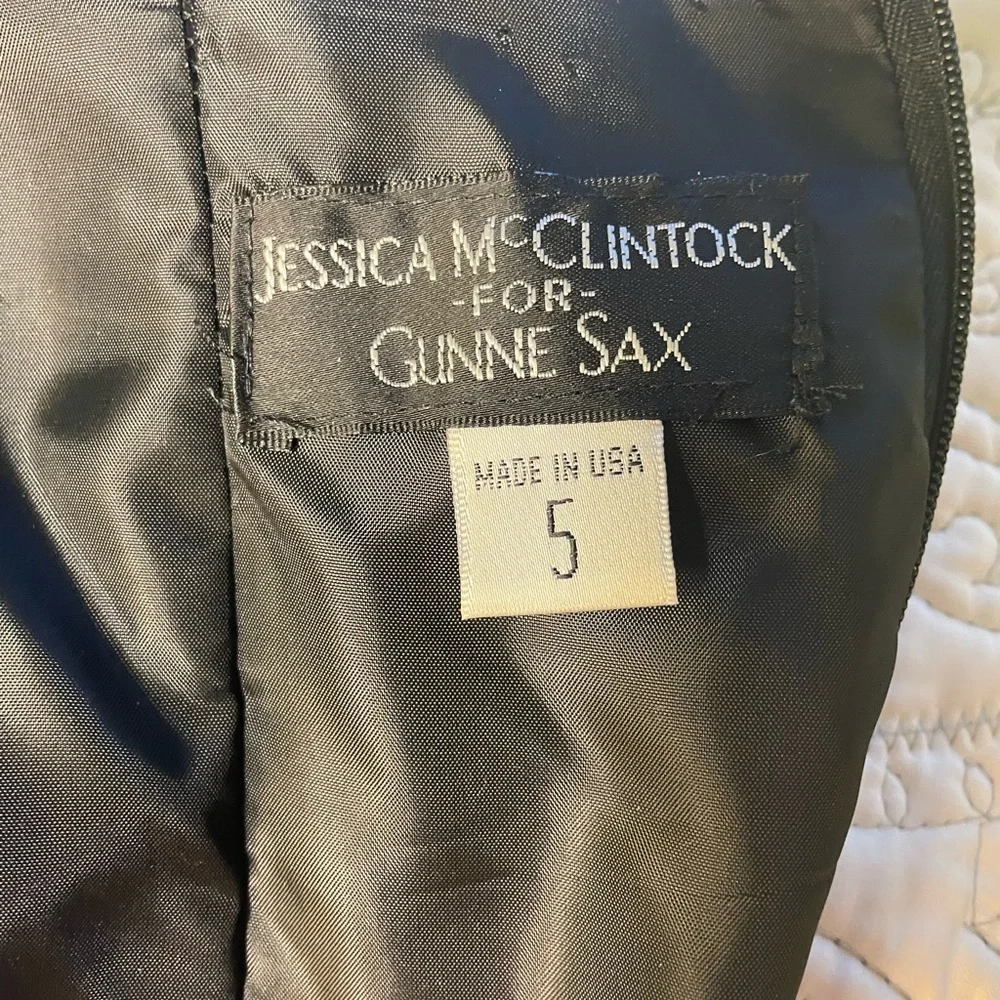 JESSICA McCLINTOCK
-FOR-
GUNNE SAX
MADE IN USA
5